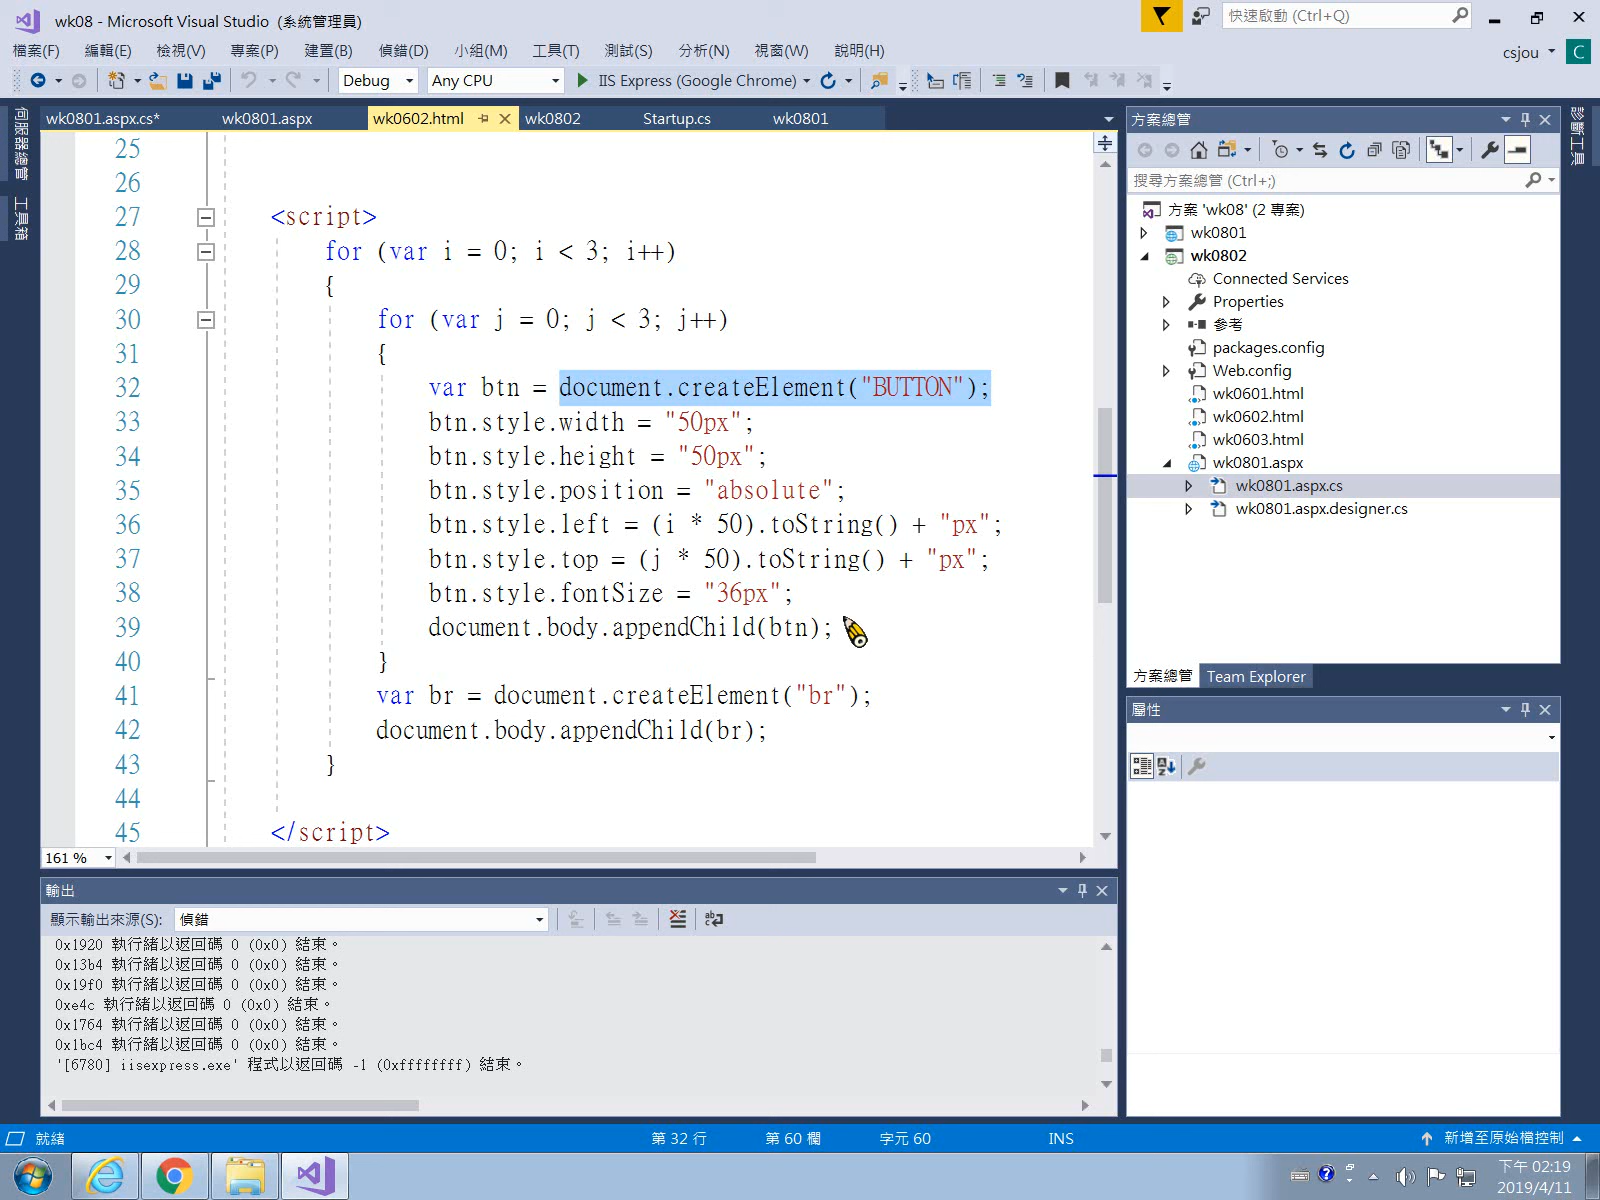 wk08 - Microsoft Visual Studio (系統管理員)
快速啟動 (Ctrl+Q)
檔案(F) 編輯(E) 檢視(V) 專案(P) 建置(B) 偵錯(D) 小組(M) 工具(T) 測試(S) 分析(N) 視窗(W) 說明(H)
csjou
C
Debug
Any CPU
IIS Express (Google Chrome)
伺服器總管
工具箱
wk0801.aspx.cs*
wk0801.aspx
wk0602.html
wk0802
Startup.cs
wk0801
25
26
27 <script>
28 for (var i = 0; i < 3; i++)
29 {
30 for (var j = 0; j < 3; j++)
31 {
32 var btn = document.createElement("BUTTON");
33 btn.style.width = "50px";
34 btn.style.height = "50px";
35 btn.style.position = "absolute";
36 btn.style.left = (i * 50).toString() + "px";
37 btn.style.top = (j * 50).toString() + "px";
38 btn.style.fontSize = "36px";
39 document.body.appendChild(btn);
40 }
41 var br = document.createElement("br");
42 document.body.appendChild(br);
43 }
44
45 </script>
161 %
輸出
顯示輸出來源(S): 偵錯
0x1920 執行緒以返回碼 0 (0x0) 結束。
0x13b4 執行緒以返回碼 0 (0x0) 結束。
0x19f0 執行緒以返回碼 0 (0x0) 結束。
0xe4c 執行緒以返回碼 0 (0x0) 結束。
0x1764 執行緒以返回碼 0 (0x0) 結束。
0x1bc4 執行緒以返回碼 0 (0x0) 結束。
'[6780] iisexpress.exe' 程式以返回碼 -1 (0xffffffff) 結束。
方案總管
搜尋方案總管 (Ctrl+;)
方案 'wk08' (2 專案)
wk0801
wk0802
Connected Services
Properties
參考
packages.config
Web.config
wk0601.html
wk0602.html
wk0603.html
wk0801.aspx
wk0801.aspx.cs
wk0801.aspx.designer.cs
方案總管 Team Explorer
屬性
診斷工具
就緒
第 32 行
第 60 欄
字元 60
INS
新增至原始檔控制
下午 02:19
2019/4/11